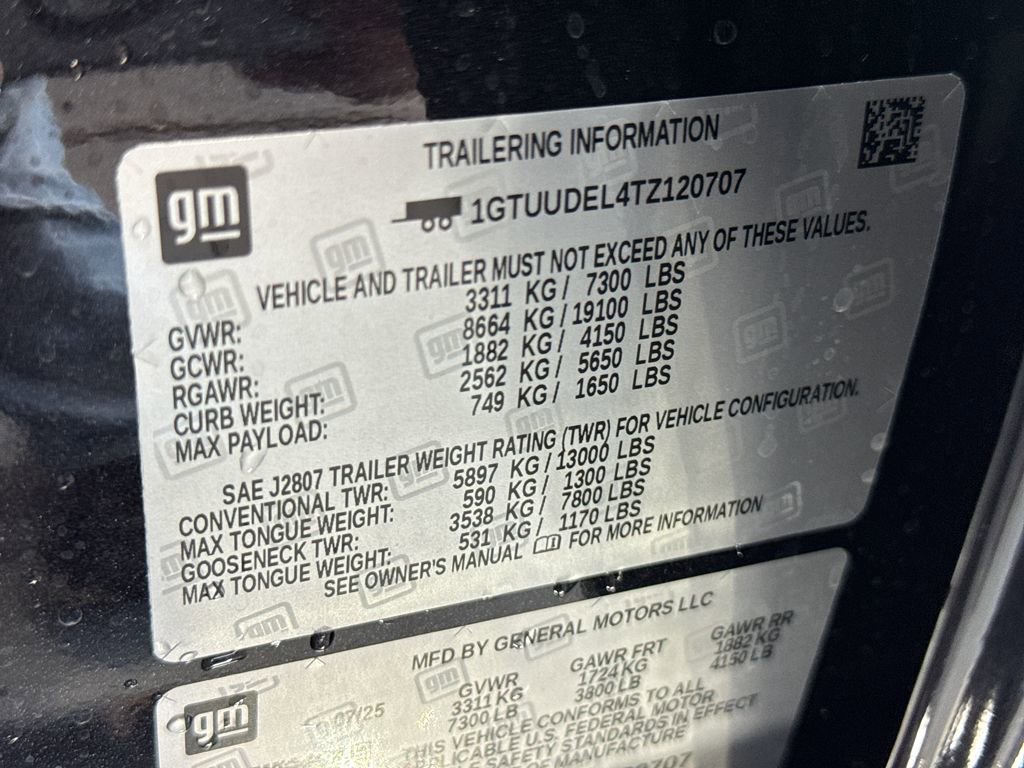 gm
TRAILERING INFORMATION
1GTUUDEL4TZ120707
VEHICLE AND TRAILER MUST NOT EXCEED ANY OF THESE VALUES.
GVWR: 3311 KG / 7300 LBS
GCWR: 8664 KG / 19100 LBS
RGAWR: 1882 KG / 4150 LBS
CURB WEIGHT: 2562 KG / 5650 LBS
MAX PAYLOAD: 749 KG / 1650 LBS
SAE J2807 TRAILER WEIGHT RATING (TWR) FOR VEHICLE CONFIGURATION.
CONVENTIONAL TWR: 5897 KG / 13000 LBS
MAX TONGUE WEIGHT: 590 KG / 1300 LBS
GOOSENECK TWR: 3538 KG / 7800 LBS
MAX TONGUE WEIGHT: 531 KG / 1170 LBS
SEE OWNER'S MANUAL FOR MORE INFORMATION
gm
MFD BY GENERAL MOTORS LLC
07/25 GVWR GAWR FRT GAWR RR
3311 KG 1724 KG 1882 KG
7300 LB 3800 LB 4150 LB
THIS VEHICLE CONFORMS TO ALL
APPLICABLE U.S. FEDERAL MOTOR
SAFETY STANDARDS IN EFFECT
OF MANUFACTURE